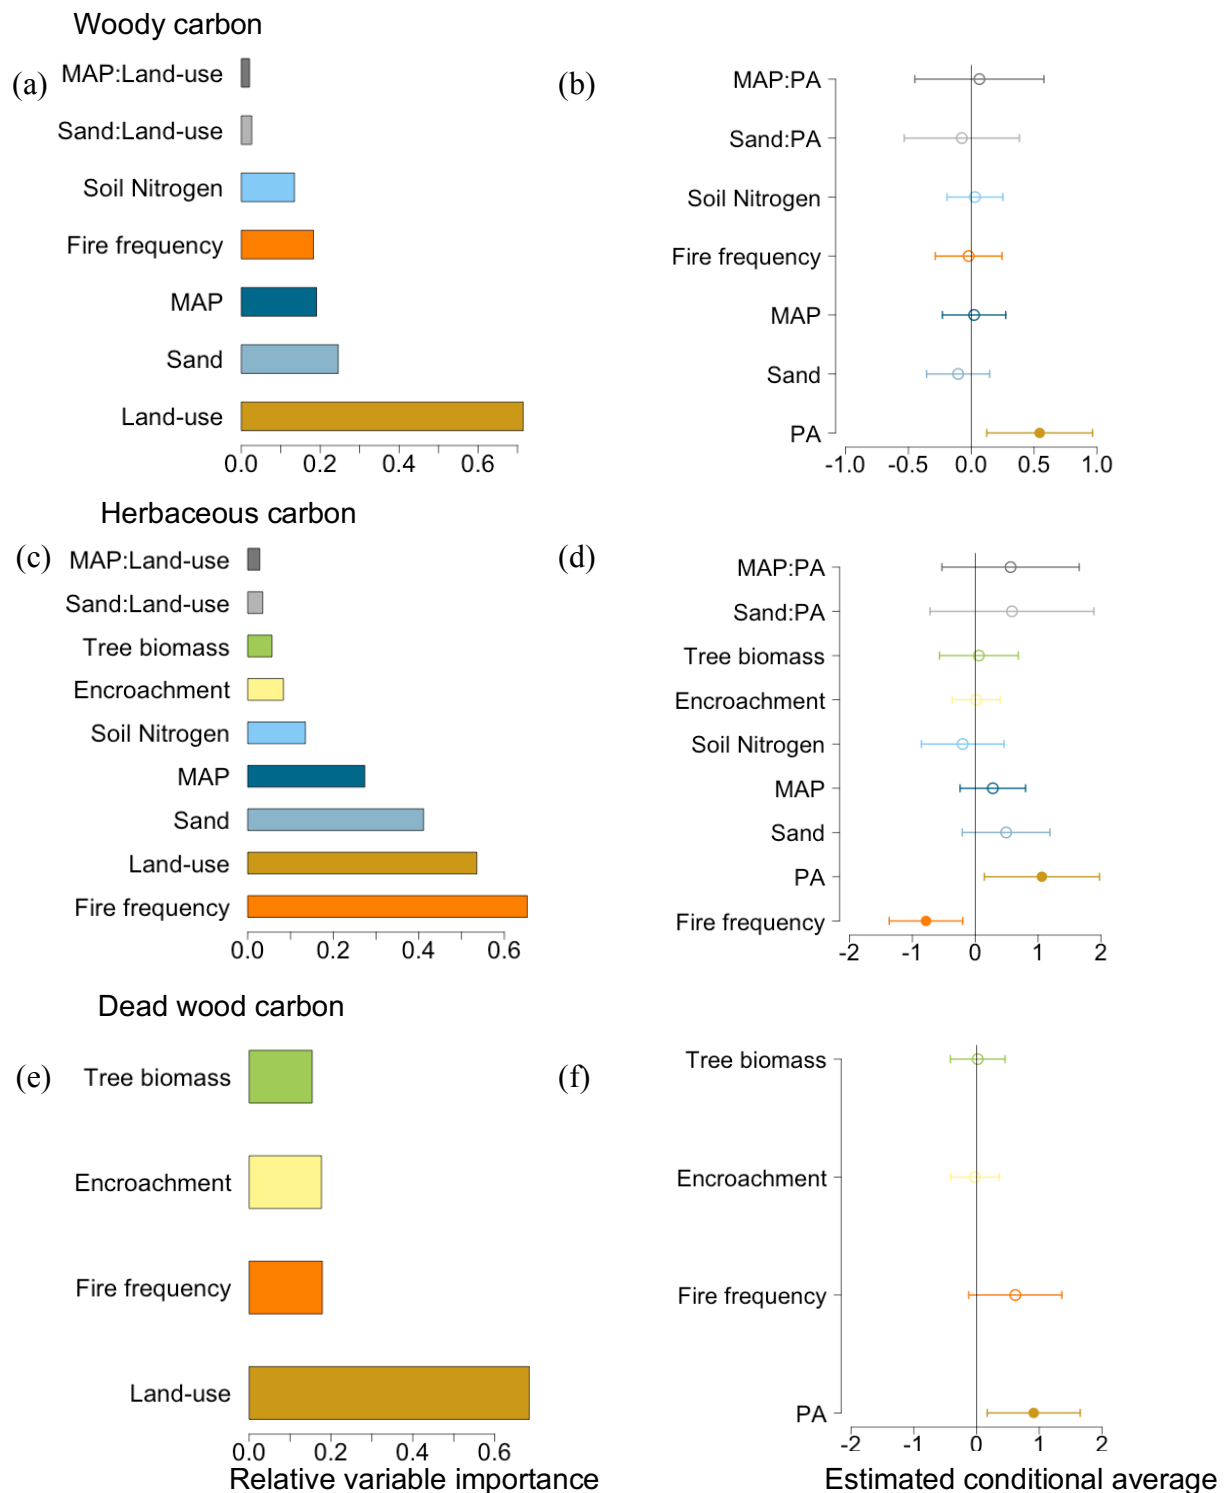 Woody carbon
(a)
MAP:Land-use
Sand:Land-use
Soil Nitrogen
Fire frequency
MAP
Sand
Land-use
0.0 0.2 0.4 0.6
(b)
MAP:PA
Sand:PA
Soil Nitrogen
Fire frequency
MAP
Sand
PA
-1.0 -0.5 0.0 0.5 1.0
Herbaceous carbon
(c)
MAP:Land-use
Sand:Land-use
Tree biomass
Encroachment
Soil Nitrogen
MAP
Sand
Land-use
Fire frequency
0.0 0.2 0.4 0.6
(d)
MAP:PA
Sand:PA
Tree biomass
Encroachment
Soil Nitrogen
MAP
Sand
PA
Fire frequency
-2 -1 0 1 2
Dead wood carbon
(e)
Tree biomass
Encroachment
Fire frequency
Land-use
0.0 0.2 0.4 0.6
Relative variable importance
(f)
Tree biomass
Encroachment
Fire frequency
PA
-2 -1 0 1 2
Estimated conditional average